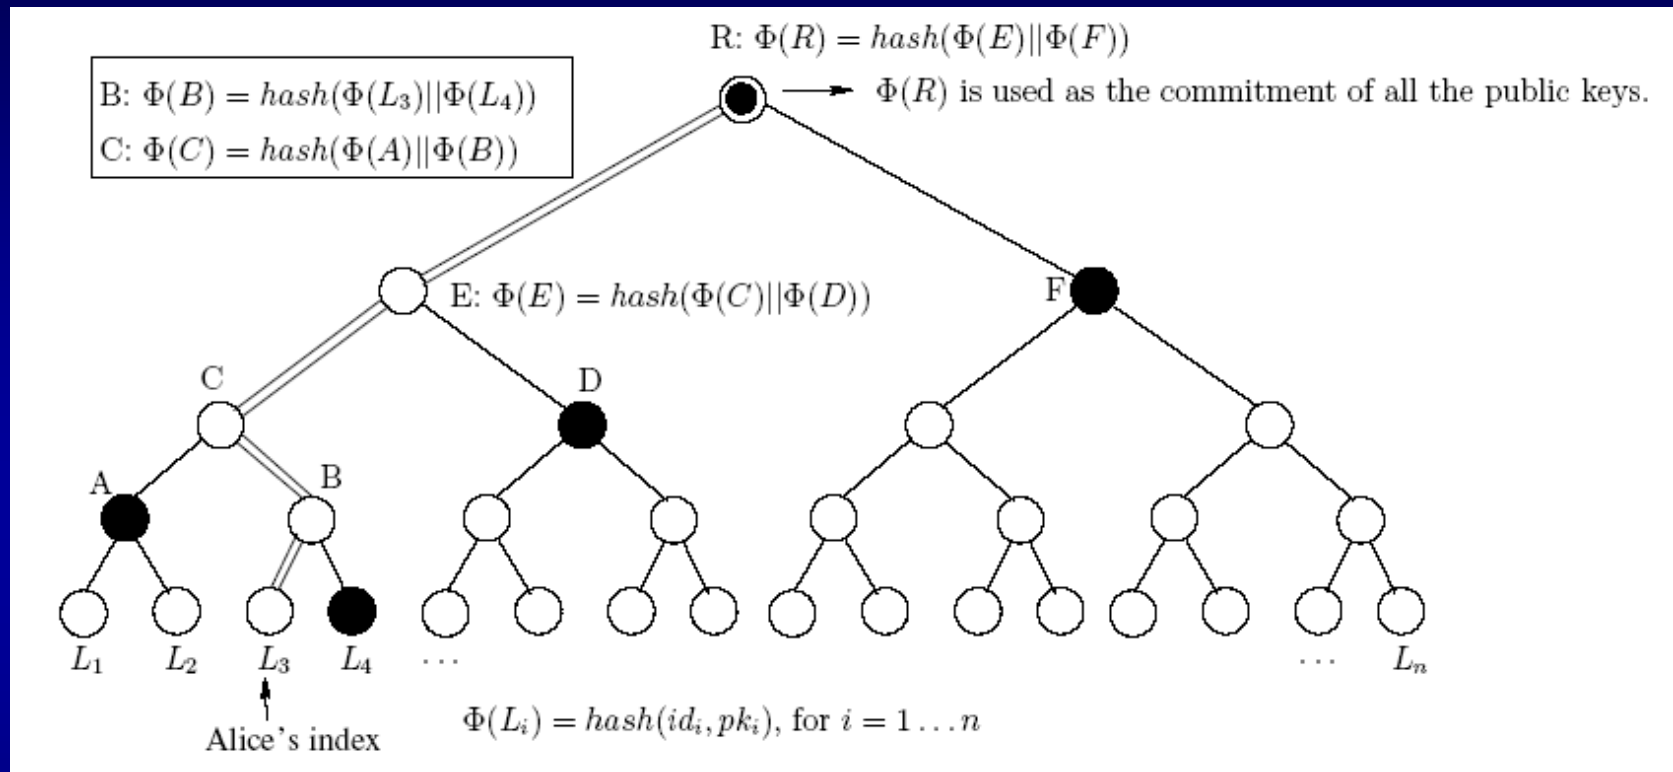 R: Φ(R) = hash(Φ(E)||Φ(F))
B: Φ(B) = hash(Φ(L₃)||Φ(L₄))
Φ(R) is used as the commitment of all the public keys.
C: Φ(C) = hash(Φ(A)||Φ(B))
E: Φ(E) = hash(Φ(C)||Φ(D))
F
C
D
A
B
L₁ L₂ L₃ L₄ ... ... Lₙ
Φ(Lᵢ) = hash(idᵢ, pkᵢ), for i = 1 . . . n
Alice's index